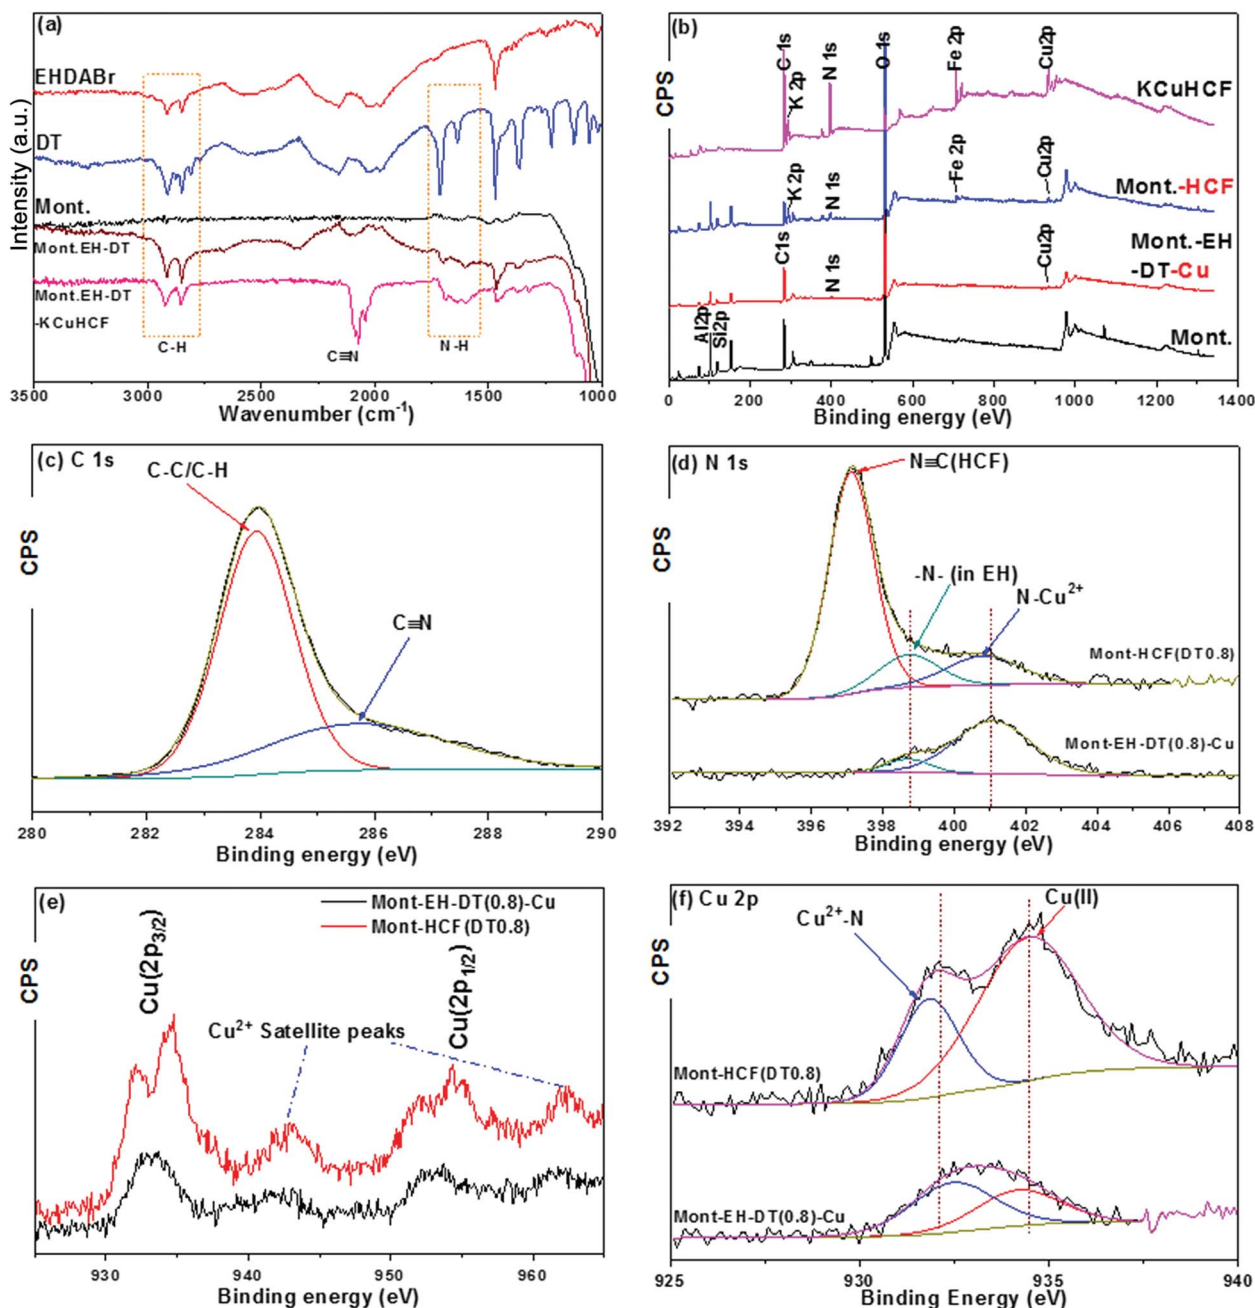 (a)
EHDABr
DT
Mont.
Mont.EH-DT
Mont.EH-DT
-KCuHCF
C-H
C≡N
N-H
Intensity (a.u.)
3500 3000 2500 2000 1500 1000
Wavenumber (cm⁻¹)
(b)
CPS
C 1s
K 2p
N 1s
O 1s
Fe 2p
Cu2p
KCuHCF
K 2p
N 1s
Fe 2p
Cu2p
Mont.-HCF
C1s
N 1s
Cu2p
Mont.-EH
-DT-Cu
Al2p
Si2p
Mont.
0 200 400 600 800 1000 1200 1400
Binding energy (eV)
(c) C 1s
C-C/C-H
C≡N
CPS
280 282 284 286 288 290
Binding energy (eV)
(d) N 1s
N≡C(HCF)
-N- (in EH)
N-Cu²⁺
Mont-HCF(DT0.8)
Mont-EH-DT(0.8)-Cu
CPS
392 394 396 398 400 402 404 406 408
Binding energy (eV)
(e)
Mont-EH-DT(0.8)-Cu
Mont-HCF(DT0.8)
Cu(2p3/2)
Cu²⁺ Satellite peaks
Cu(2p1/2)
CPS
930 940 950 960
Binding energy (eV)
(f) Cu 2p
Cu²⁺-N
Cu(II)
Mont-HCF(DT0.8)
Mont-EH-DT(0.8)-Cu
CPS
925 930 935 940
Binding Energy (eV)